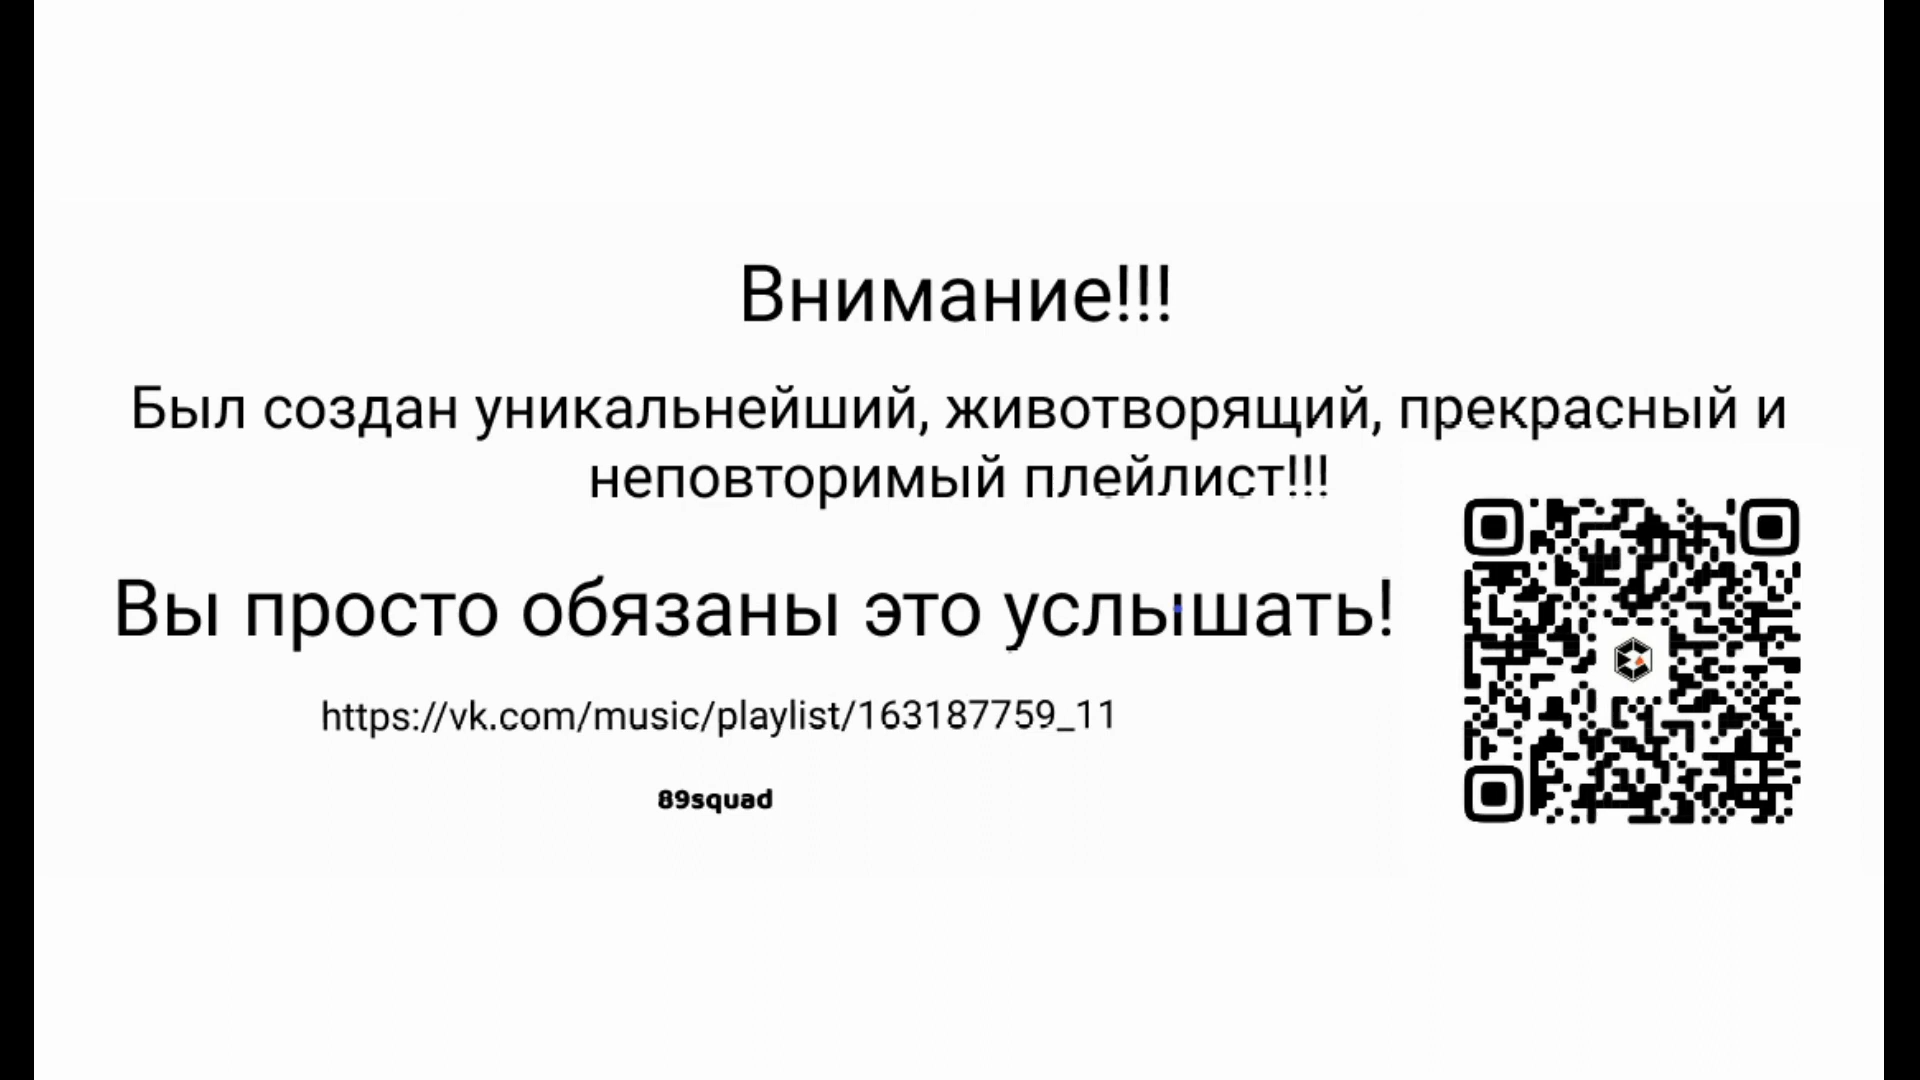 Внимание!!!
Был создан уникальнейший, животворящий, прекрасный и
неповторимый плейлист!!!
Вы просто обязаны это услышать!
https://vk.com/music/playlist/163187759_11
89squad